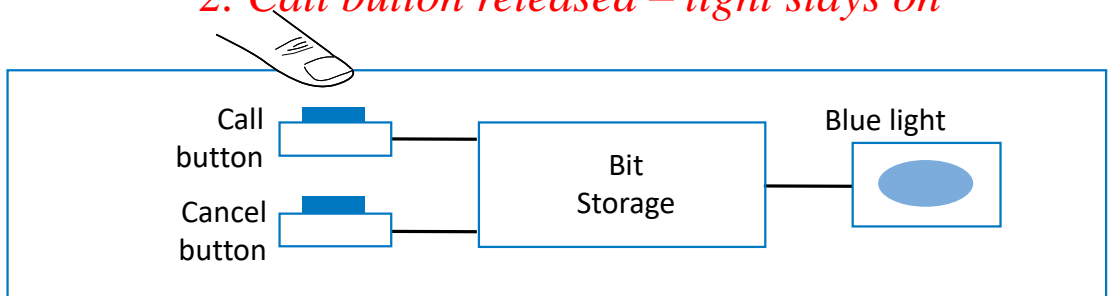 2. Call button released – light stays on
Call
button
Cancel
button
Bit
Storage
Blue light